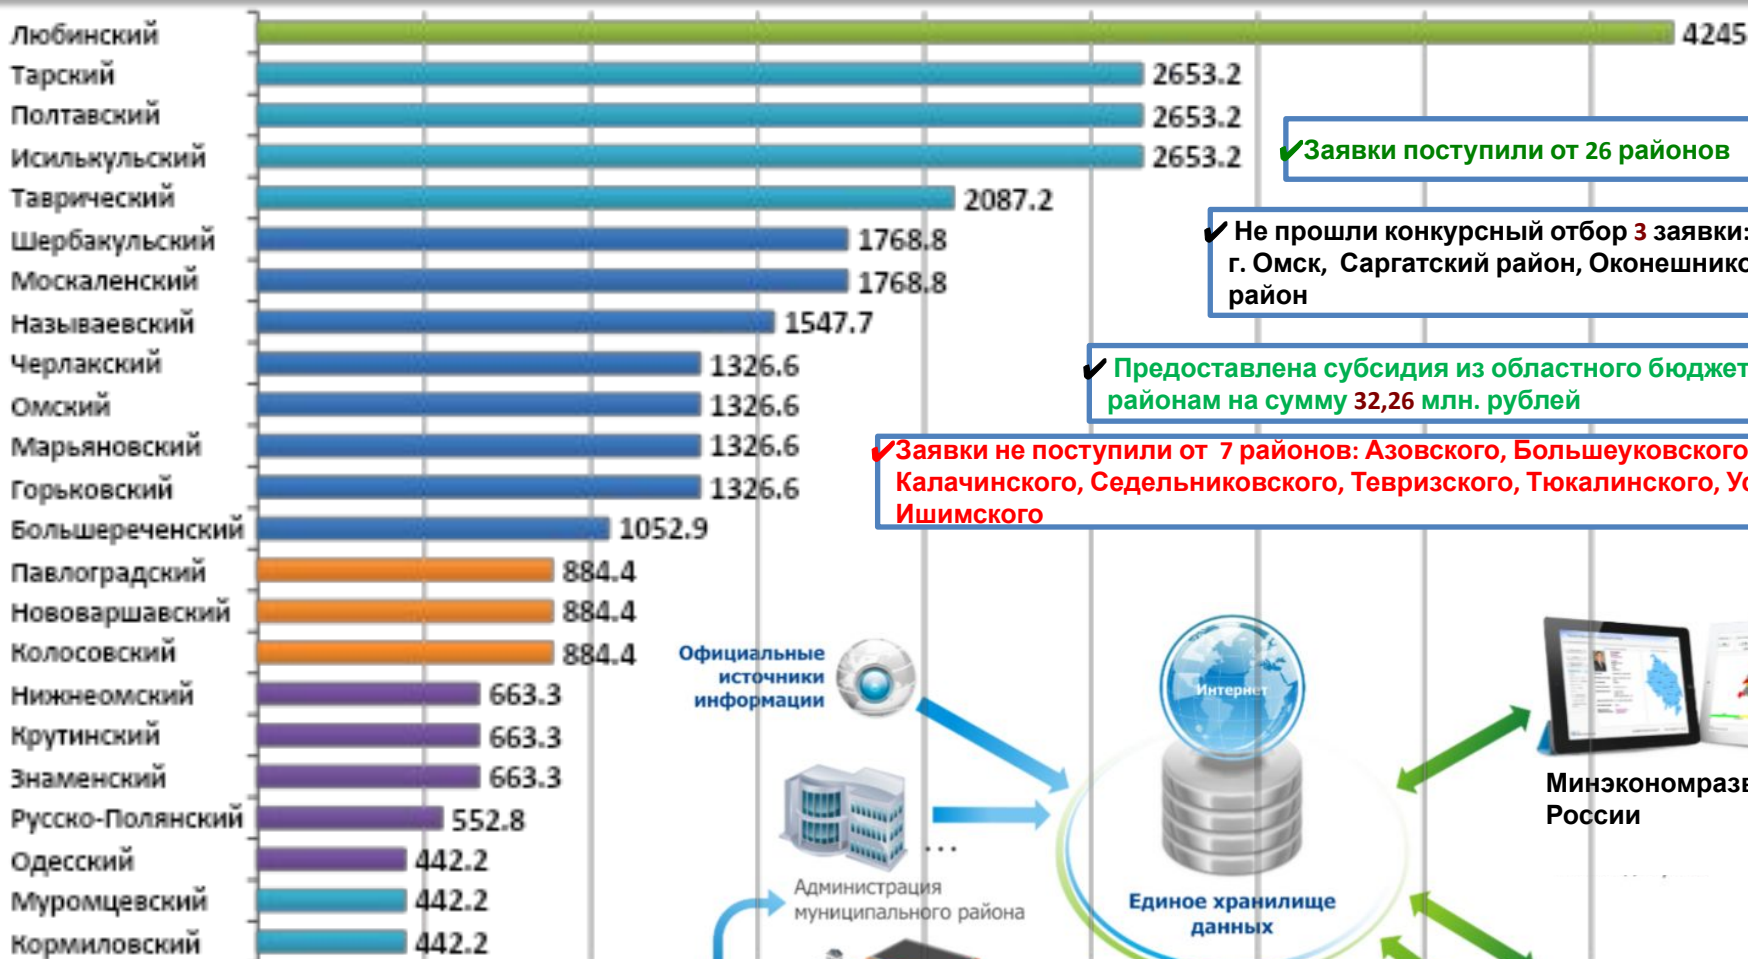 Любинский 4245
Тарский 2653.2
Полтавский 2653.2
Исилькульский 2653.2
Таврический 2087.2
Шербакульский 1768.8
Москаленский 1768.8
Называевский 1547.7
Черлакский 1326.6
Омский 1326.6
Марьяновский 1326.6
Горьковский 1326.6
Большереченский 1052.9
Павлоградский 884.4
Нововаршавский 884.4
Колосовский 884.4
Нижнеомский 663.3
Крутинский 663.3
Знаменский 663.3
Русско-Полянский 552.8
Одесский 442.2
Муромцевский 442.2
Кормиловский 442.2
✔Заявки поступили от 26 районов
✔ Не прошли конкурсный отбор 3 заявки:
г. Омск, Саргатский район, Оконешнико
район
✔ Предоставлена субсидия из областного бюджет
районам на сумму 32,26 млн. рублей
✔Заявки не поступили от 7 районов: Азовского, Большеуковского
Калачинского, Седельниковского, Тевризского, Тюкалинского, Ус
Ишимского
Официальные
источники
информации
Интернет
...
Администрация
муниципального района
Единое хранилище
данных
Минэкономразв
России